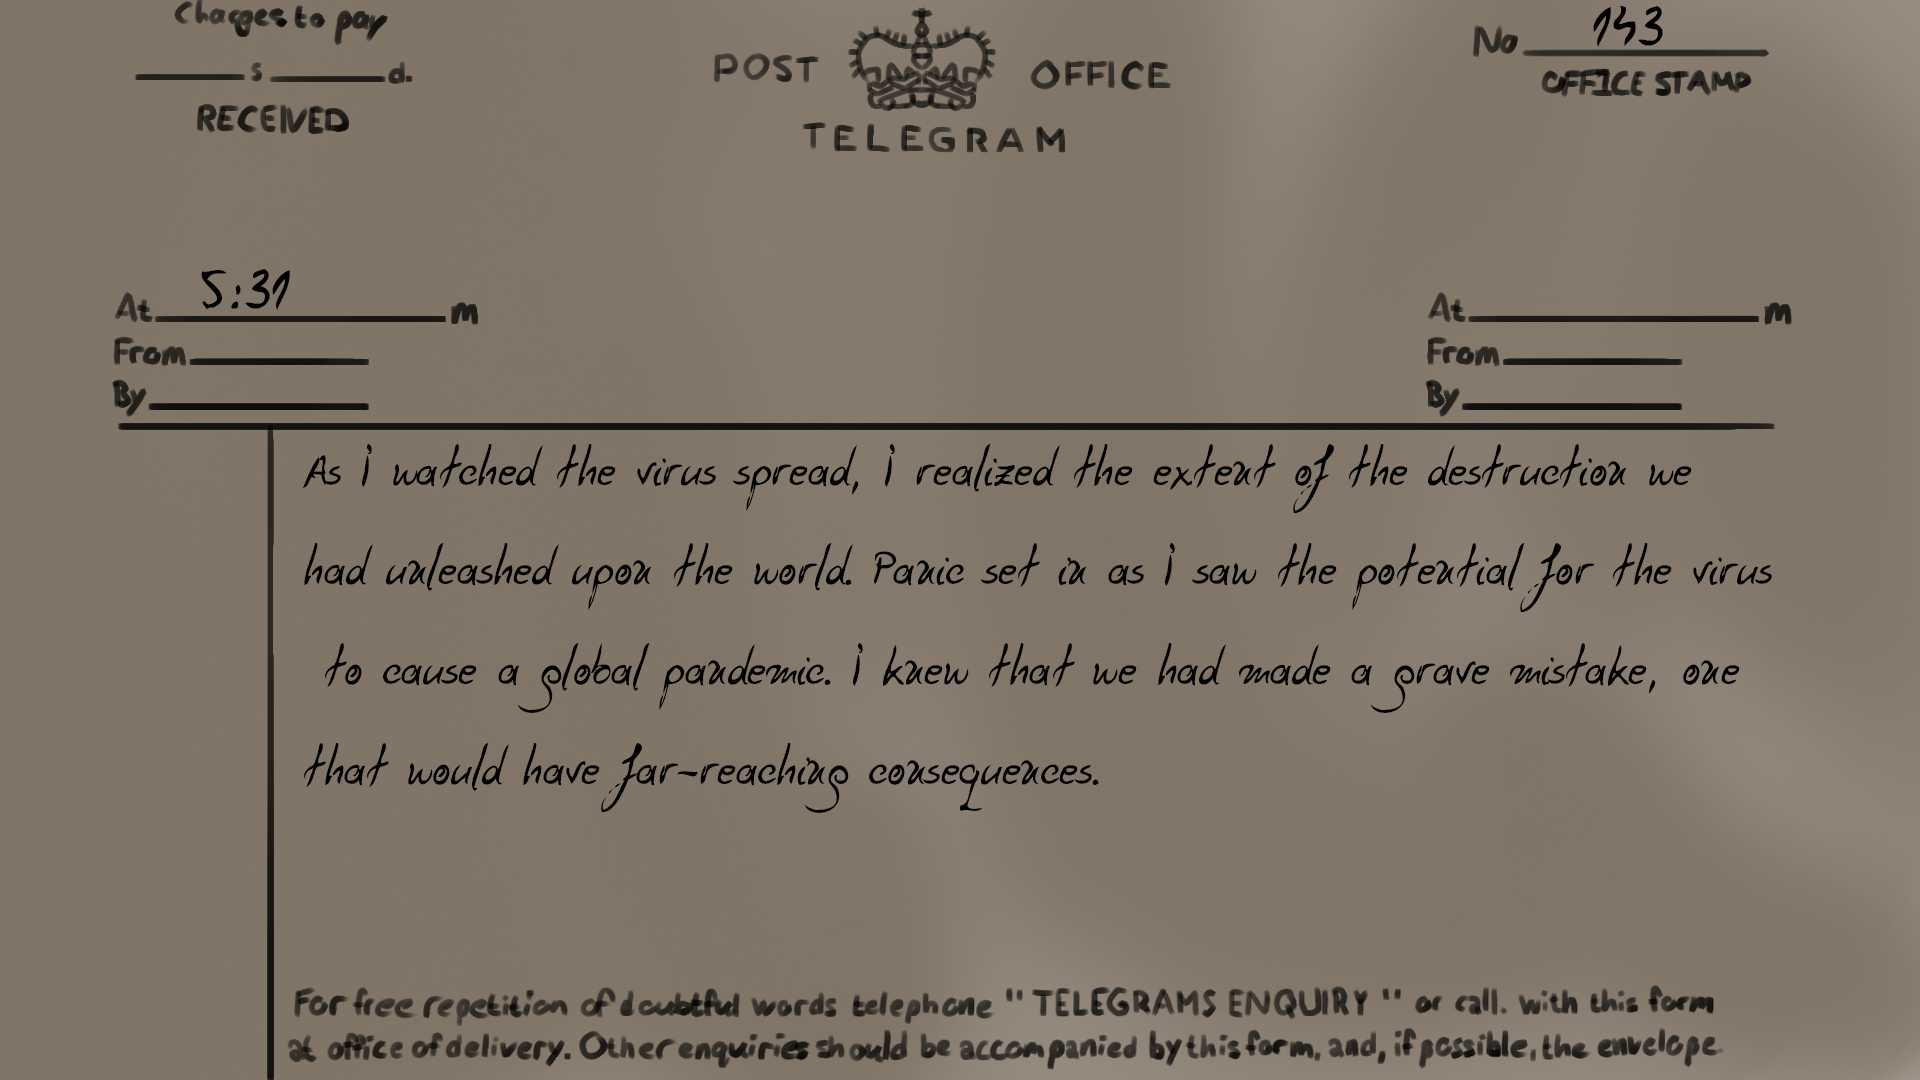 Charges to pay
s d.
RECEIVED
POST OFFICE
TELEGRAM
No 143
OFFICE STAMP
At 5:31 m
From
By
At m
From
By
As i watched the virus spread, i realized the extent of the destruction we
had unleashed upon the world. Panic set in as i saw the potential for the virus
to cause a global pandemic. i knew that we had made a grave mistake, one
that would have far-reaching consequences.
For free repetition of doubtful words telephone "TELEGRAMS ENQUIRY" or call. with this form
at office of delivery. Other enquiries should be accompanied by this form, and, if possible, the envelope.